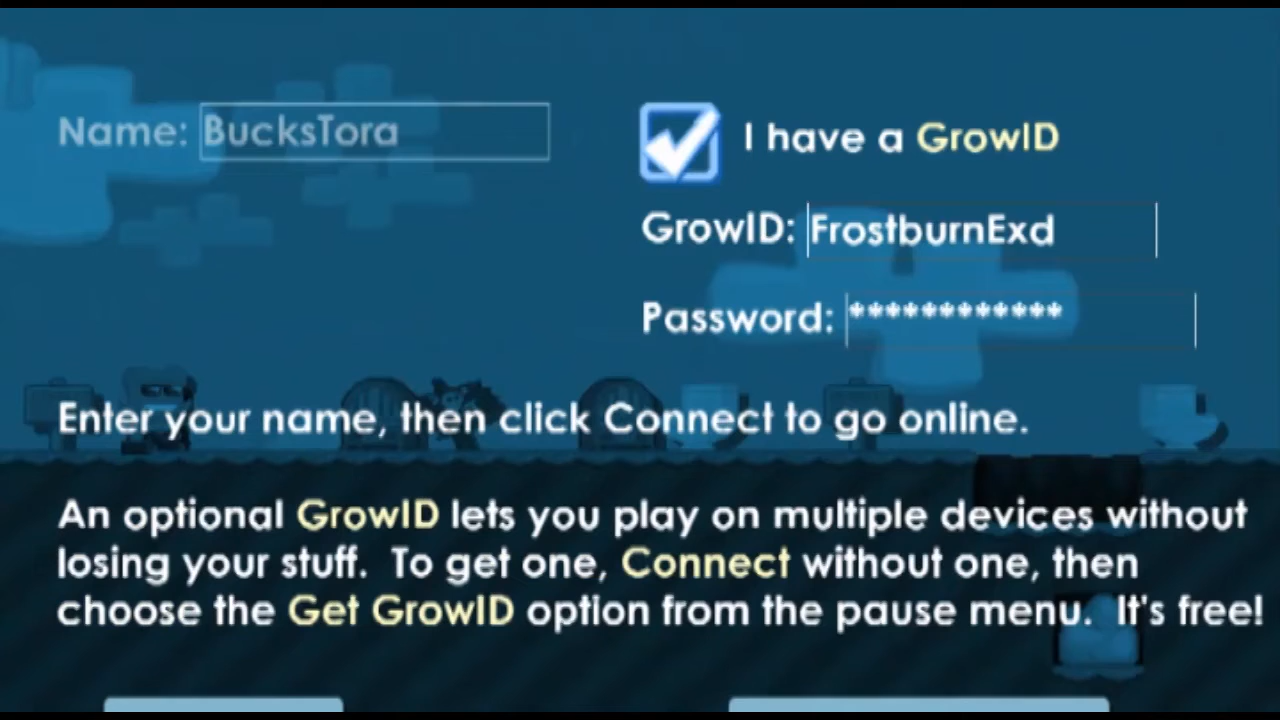 Name: BucksTora
I have a GrowID
GrowID: FrostburnExd
Password: ************
Enter your name, then click Connect to go online.
An optional GrowID lets you play on multiple devices without
losing your stuff. To get one, Connect without one, then
choose the Get GrowID option from the pause menu. It's free!